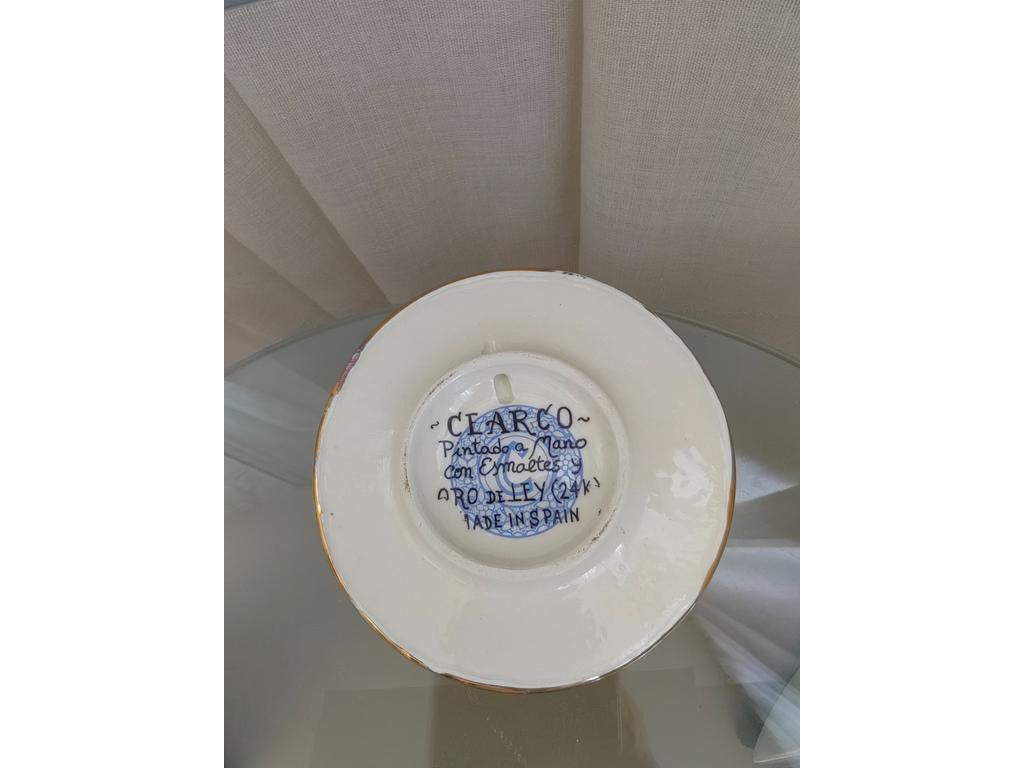 ~CEARCO~
Pintado a Mano
con Esmaltes y
ORO DE LEY (24K)
MADE IN SPAIN
C